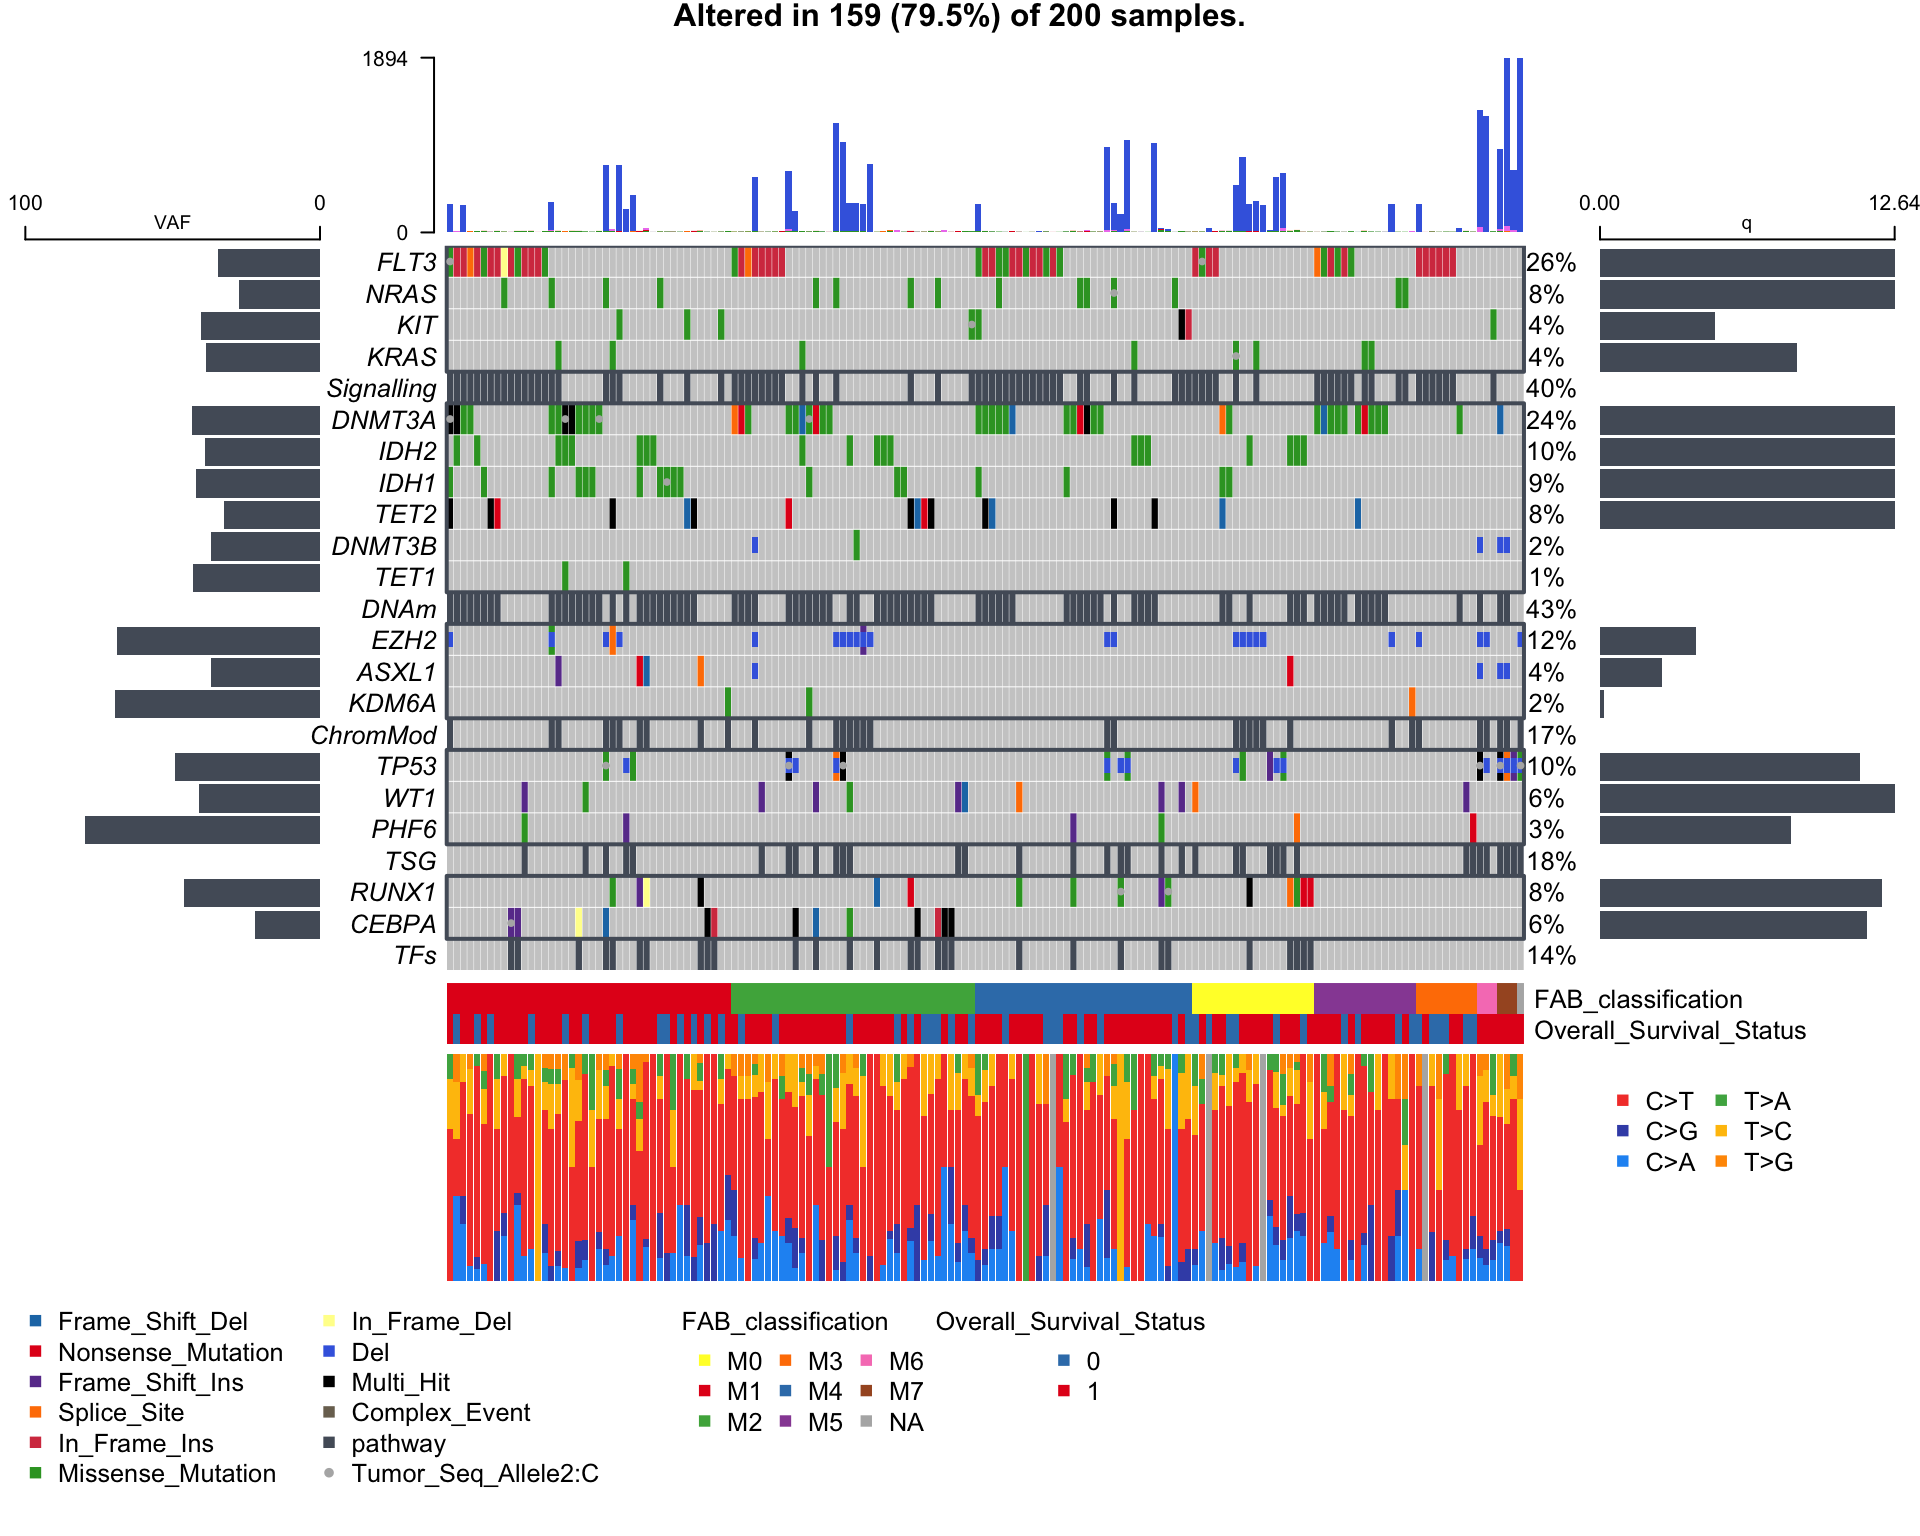 Altered in 159 (79.5%) of 200 samples.
1894
0
100 0
VAF
0.00 12.64
q
FLT3 26%
NRAS 8%
KIT 4%
KRAS 4%
Signalling 40%
DNMT3A 24%
IDH2 10%
IDH1 9%
TET2 8%
DNMT3B 2%
TET1 1%
DNAm 43%
EZH2 12%
ASXL1 4%
KDM6A 2%
ChromMod 17%
TP53 10%
WT1 6%
PHF6 3%
TSG 18%
RUNX1 8%
CEBPA 6%
TFs 14%
FAB_classification
Overall_Survival_Status
C>T T>A
C>G T>C
C>A T>G
Frame_Shift_Del
Nonsense_Mutation
Frame_Shift_Ins
Splice_Site
In_Frame_Ins
Missense_Mutation
In_Frame_Del
Del
Multi_Hit
Complex_Event
pathway
Tumor_Seq_Allele2:C
FAB_classification
M0 M3 M6
M1 M4 M7
M2 M5 NA
Overall_Survival_Status
0
1